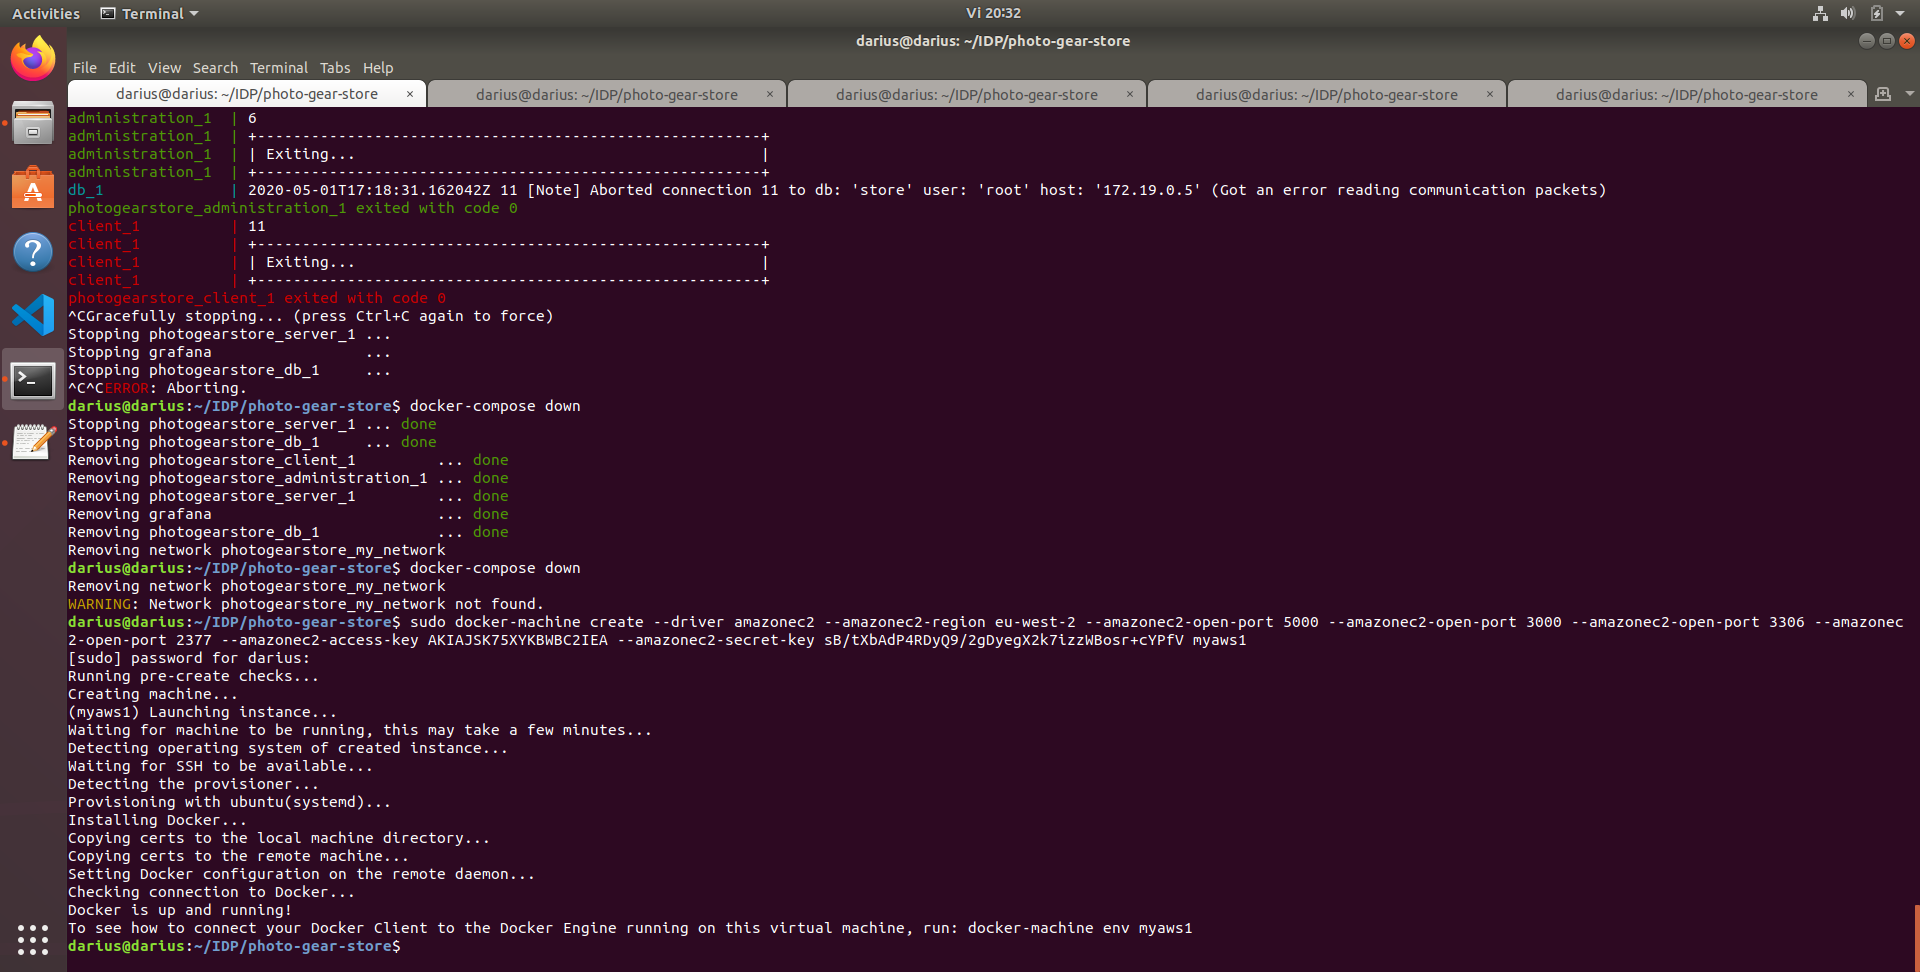 Activities
Terminal
Vi 20:32
darius@darius: ~/IDP/photo-gear-store
File Edit View Search Terminal Tabs Help
darius@darius: ~/IDP/photo-gear-store × darius@darius: ~/IDP/photo-gear-store × darius@darius: ~/IDP/photo-gear-store × darius@darius: ~/IDP/photo-gear-store × darius@darius: ~/IDP/photo-gear-store ×
administration_1  | 6
administration_1  | +--------------------------------------------------------+
administration_1  | | Exiting...                                             |
administration_1  | +--------------------------------------------------------+
db_1              | 2020-05-01T17:18:31.162042Z 11 [Note] Aborted connection 11 to db: 'store' user: 'root' host: '172.19.0.5' (Got an error reading communication packets)
photogearstore_administration_1 exited with code 0
client_1          | 11
client_1          | +--------------------------------------------------------+
client_1          | | Exiting...                                             |
client_1          | +--------------------------------------------------------+
photogearstore_client_1 exited with code 0
^CGracefully stopping... (press Ctrl+C again to force)
Stopping photogearstore_server_1 ...
Stopping grafana                 ...
Stopping photogearstore_db_1     ...
^C^CERROR: Aborting.
darius@darius:~/IDP/photo-gear-store$ docker-compose down
Stopping photogearstore_server_1 ... done
Stopping photogearstore_db_1     ... done
Removing photogearstore_client_1         ... done
Removing photogearstore_administration_1 ... done
Removing photogearstore_server_1         ... done
Removing grafana                         ... done
Removing photogearstore_db_1             ... done
Removing network photogearstore_my_network
darius@darius:~/IDP/photo-gear-store$ docker-compose down
Removing network photogearstore_my_network
WARNING: Network photogearstore_my_network not found.
darius@darius:~/IDP/photo-gear-store$ sudo docker-machine create --driver amazonec2 --amazonec2-region eu-west-2 --amazonec2-open-port 5000 --amazonec2-open-port 3000 --amazonec2-open-port 3306 --amazonec
2-open-port 2377 --amazonec2-access-key AKIAJSK75XYKBWBC2IEA --amazonec2-secret-key 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 myaws1
[sudo] password for darius:
Running pre-create checks...
Creating machine...
(myaws1) Launching instance...
Waiting for machine to be running, this may take a few minutes...
Detecting operating system of created instance...
Waiting for SSH to be available...
Detecting the provisioner...
Provisioning with ubuntu(systemd)...
Installing Docker...
Copying certs to the local machine directory...
Copying certs to the remote machine...
Setting Docker configuration on the remote daemon...
Checking connection to Docker...
Docker is up and running!
To see how to connect your Docker Client to the Docker Engine running on this virtual machine, run: docker-machine env myaws1
darius@darius:~/IDP/photo-gear-store$